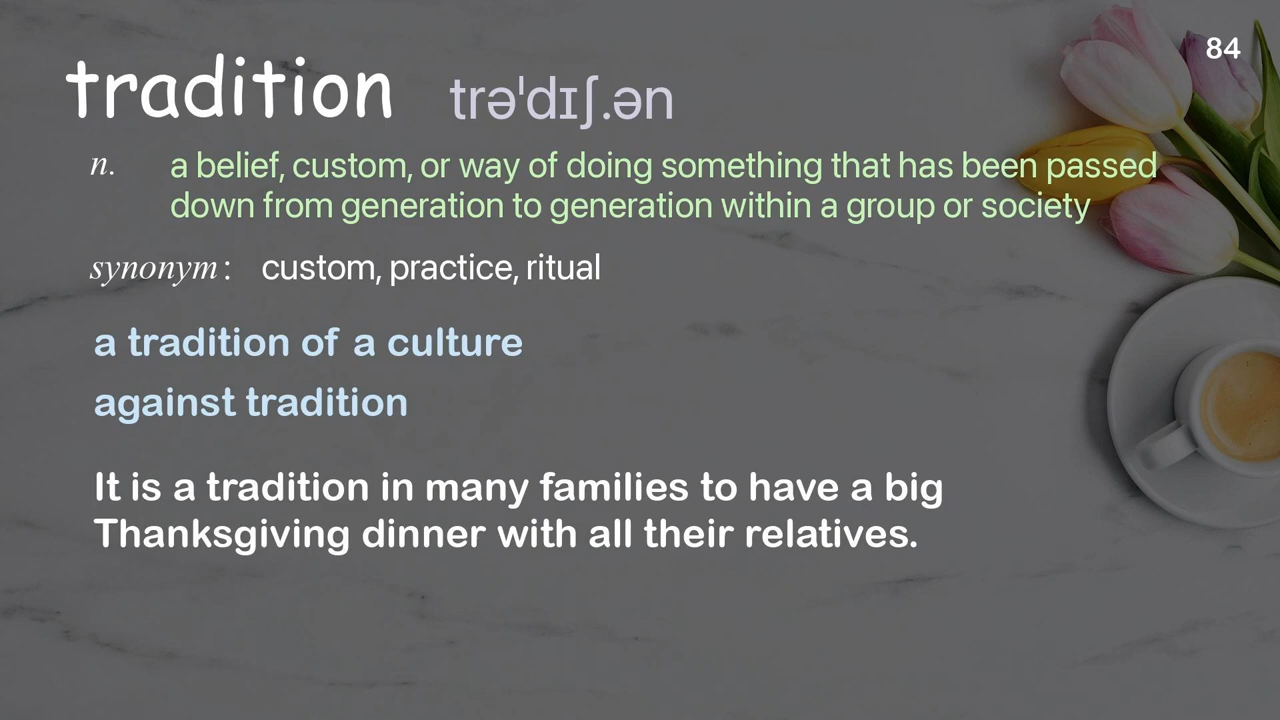 84
tradition trəˈdɪʃ.ən
n. a belief, custom, or way of doing something that has been passed
down from generation to generation within a group or society
synonym: custom, practice, ritual
a tradition of a culture
against tradition
It is a tradition in many families to have a big
Thanksgiving dinner with all their relatives.